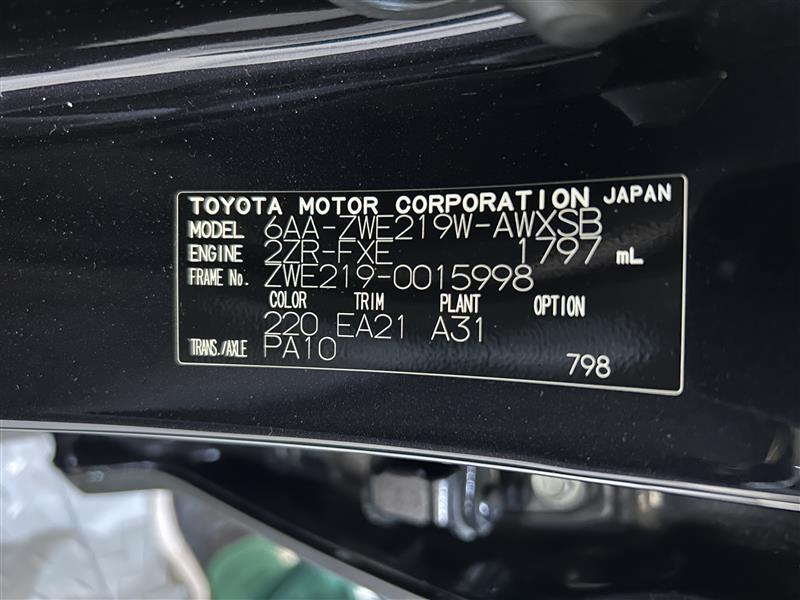 TOYOTA MOTOR CORPORATION JAPAN
MODEL 6AA-ZWE219W-AWXSB
ENGINE 2ZR-FXE 1797 mL
FRAME No. ZWE219-0015998
COLOR TRIM PLANT OPTION
220 EA21 A31
TRANS./AXLE PA10
798